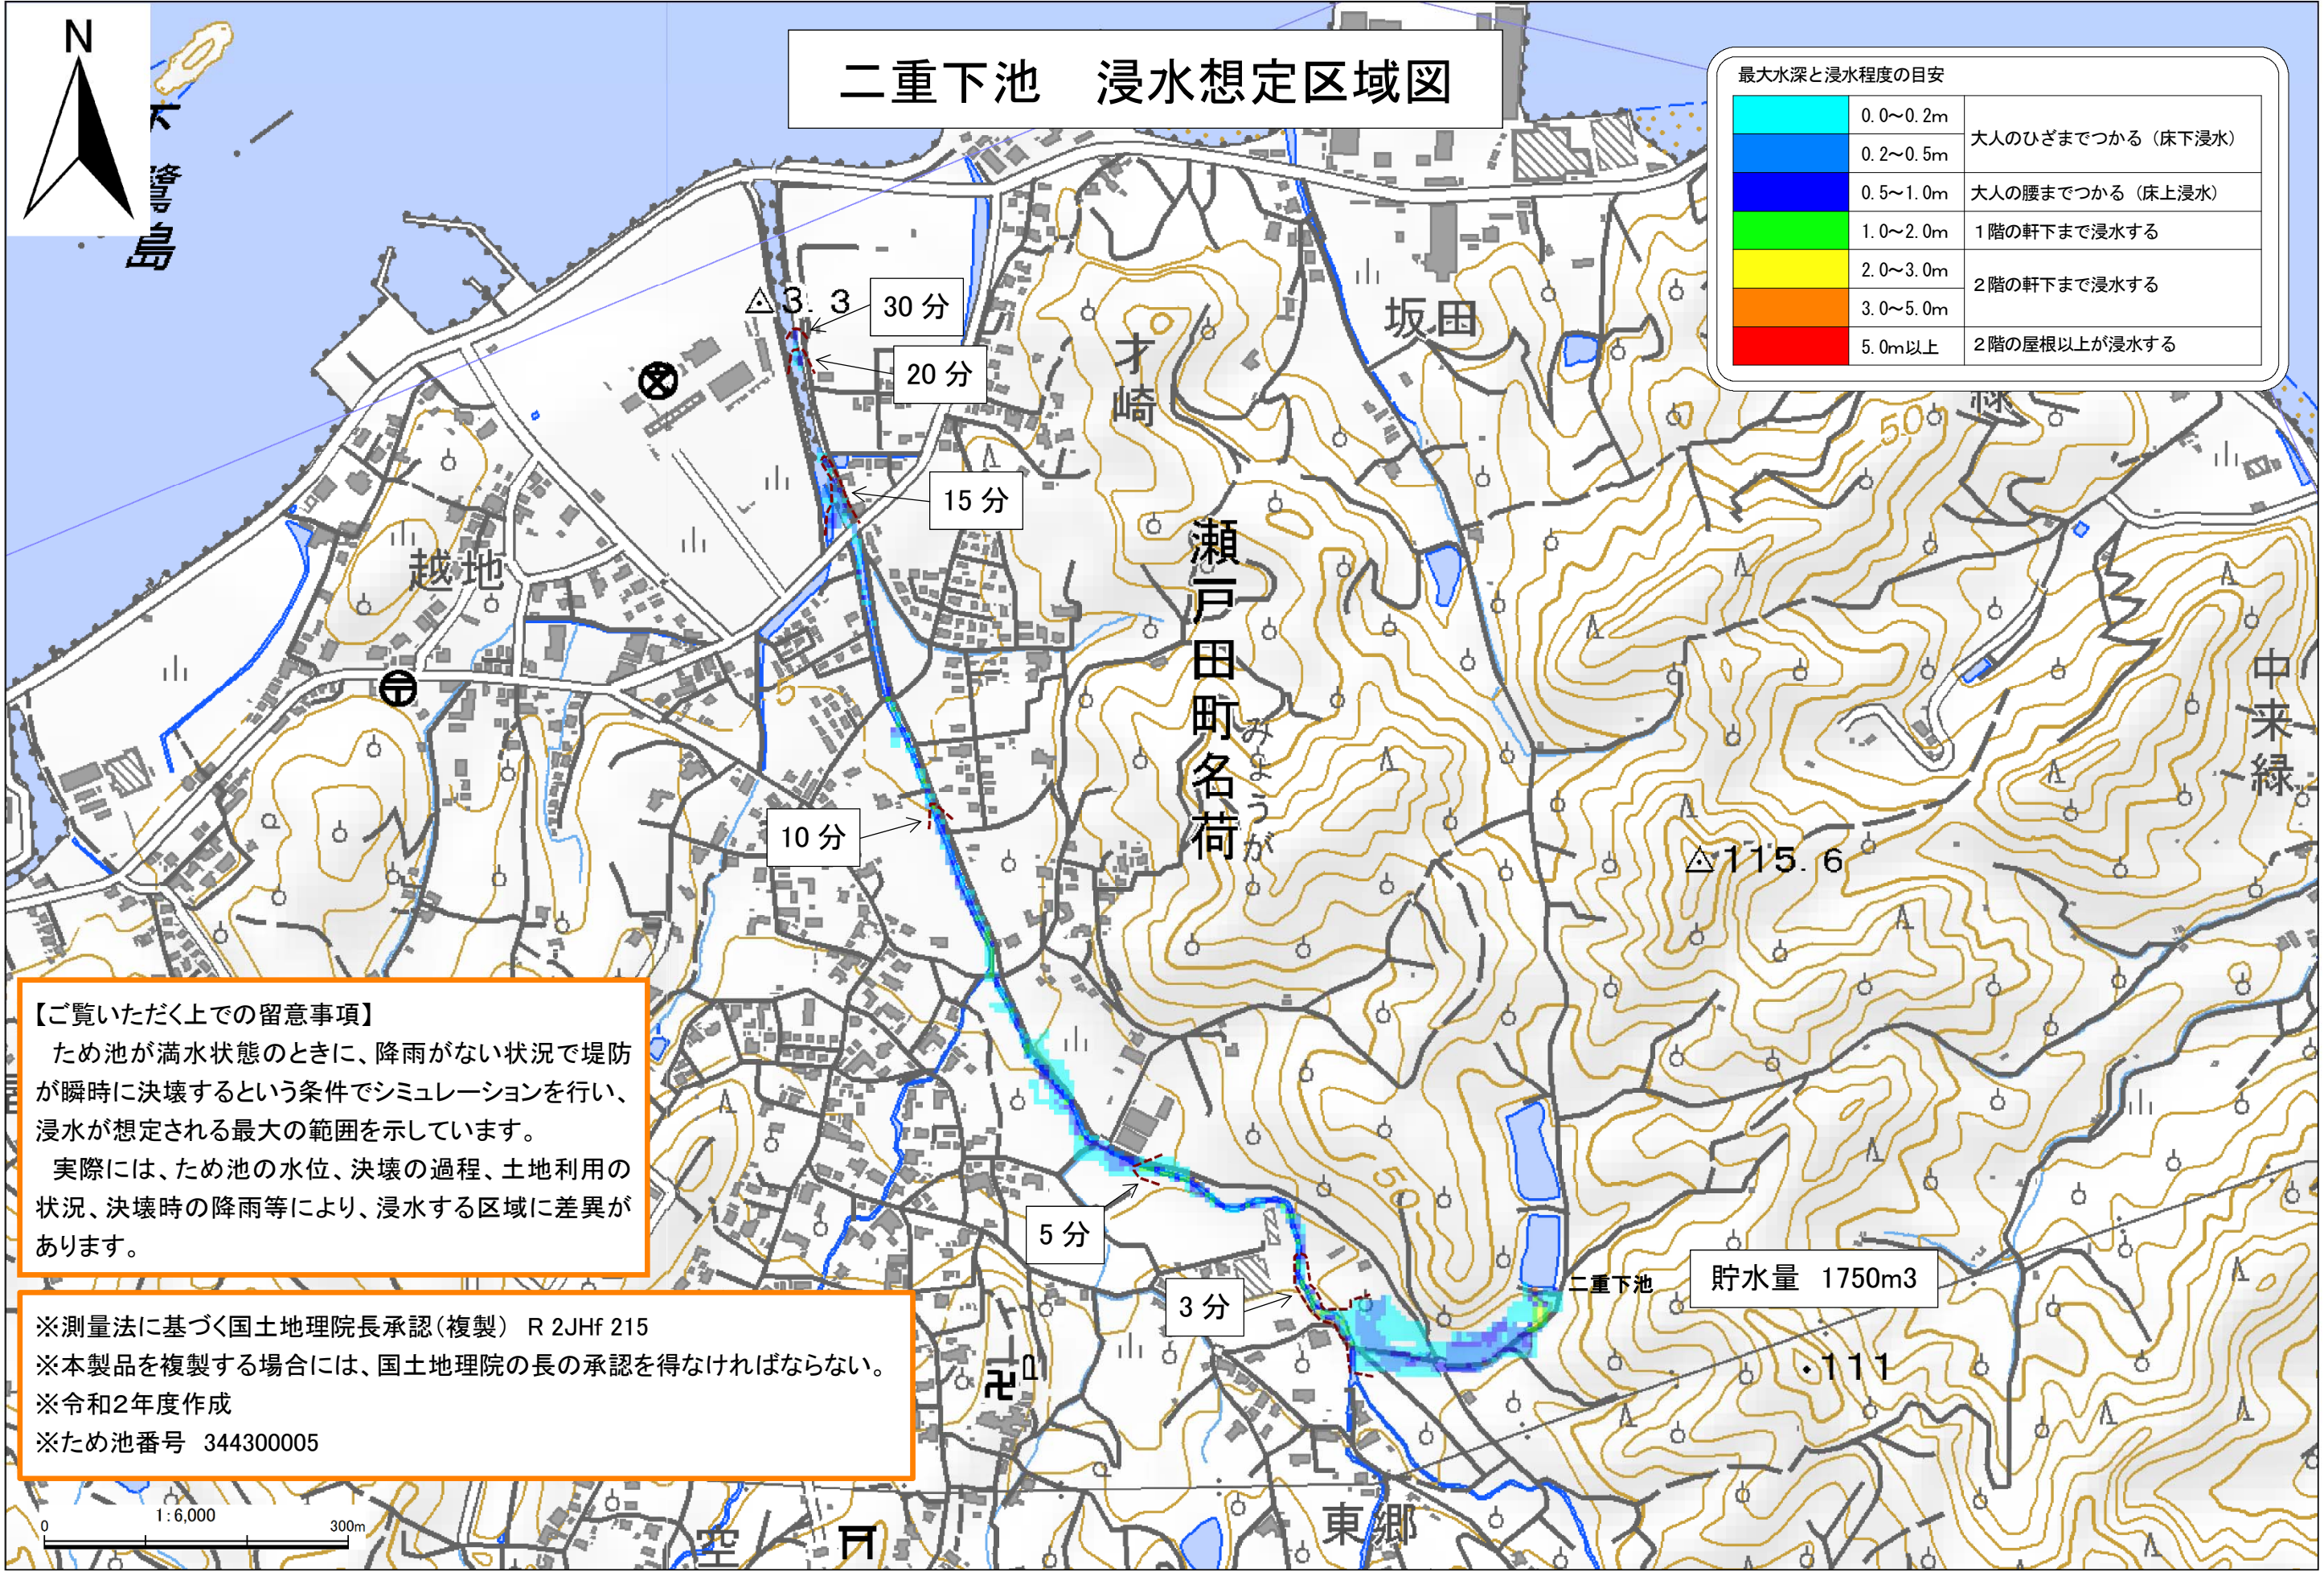 二重下池　浸水想定区域図
N
鷺島
最大水深と浸水程度の目安
0.0～0.2m
大人のひざまでつかる（床下浸水）
0.2～0.5m
0.5～1.0m 大人の腰までつかる（床上浸水）
1.0～2.0m １階の軒下まで浸水する
2.0～3.0m
２階の軒下まで浸水する
3.0～5.0m
5.0m以上 ２階の屋根以上が浸水する
3.3
30 分
20 分
15 分
10 分
5 分
3 分
坂田
才崎
越地
瀬戸田町名荷
みょうが
50
5
中来緑
115.6
50
二重下池
貯水量 1750m3
111
東郷
空
【ご覧いただく上での留意事項】
ため池が満水状態のときに、降雨がない状況で堤防
が瞬時に決壊するという条件でシミュレーションを行い、
浸水が想定される最大の範囲を示しています。
実際には、ため池の水位、決壊の過程、土地利用の
状況、決壊時の降雨等により、浸水する区域に差異が
あります。
※測量法に基づく国土地理院長承認（複製） R 2JHf 215
※本製品を複製する場合には、国土地理院の長の承認を得なければならない。
※令和2年度作成
※ため池番号 344300005
1:6,000
0 300m